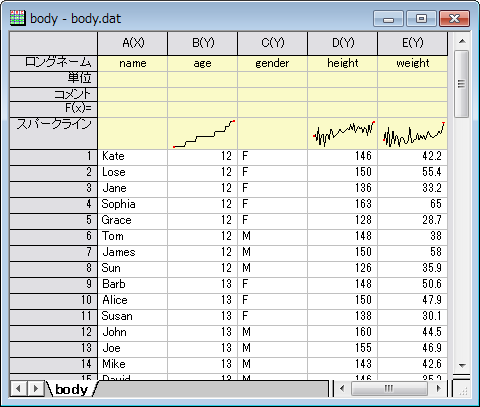 body - body.dat
A(X) B(Y) C(Y) D(Y) E(Y)
ロングネーム name age gender height weight
単位
コメント
F(x)=
スパークライン
1 Kate 12 F 146 42.2
2 Lose 12 F 150 55.4
3 Jane 12 F 136 33.2
4 Sophia 12 F 163 65
5 Grace 12 F 128 28.7
6 Tom 12 M 148 38
7 James 12 M 150 58
8 Sun 12 M 126 35.9
9 Barb 13 F 148 50.6
10 Alice 13 F 150 47.9
11 Susan 13 F 138 30.1
12 John 13 M 160 44.5
13 Joe 13 M 155 46.9
14 Mike 13 M 143 42.6
15 David 13 M 146 35.2
body